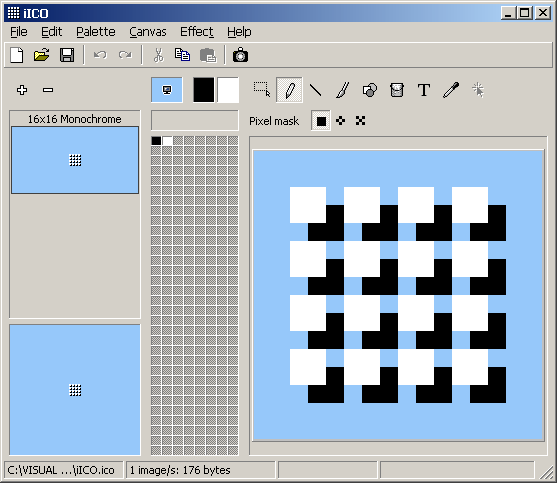 iICO
File Edit Palette Canvas Effect Help
T
16x16 Monochrome
Pixel mask
C:\VISUAL ...\iICO.ico
1 image/s: 176 bytes